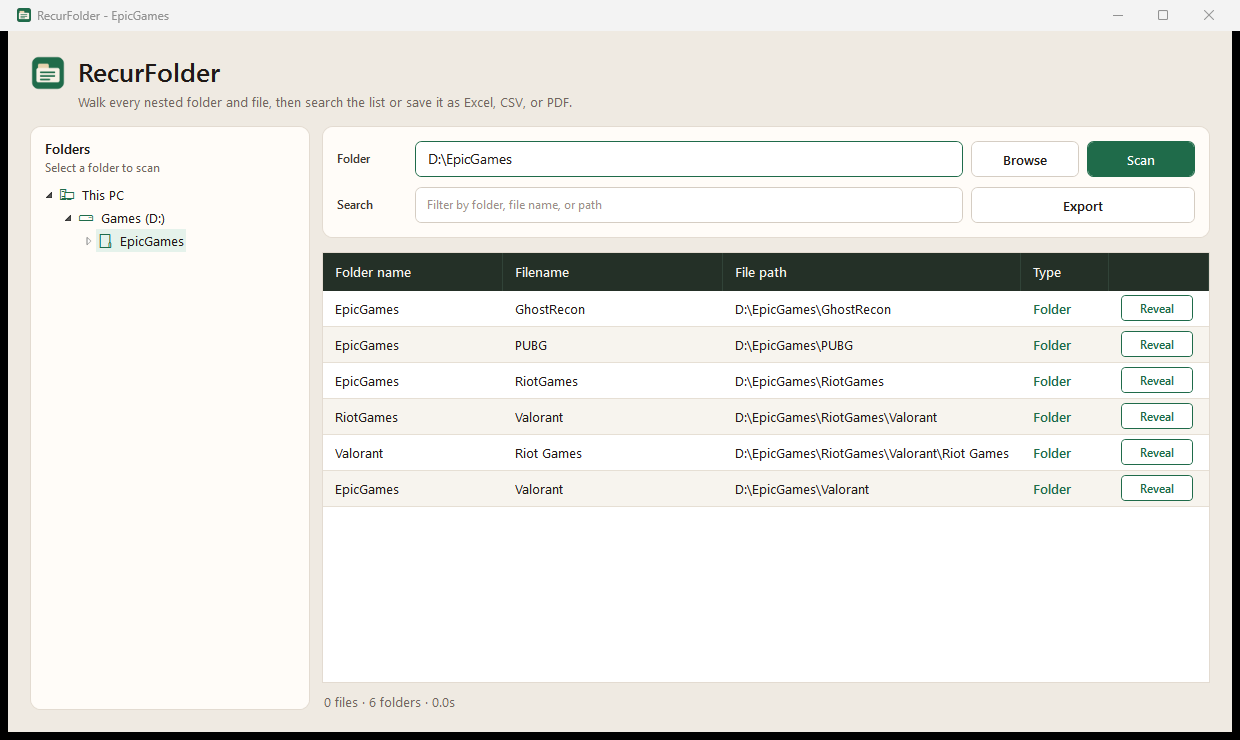 RecurFolder - EpicGames
RecurFolder
Walk every nested folder and file, then search the list or save it as Excel, CSV, or PDF.
Folders
Select a folder to scan
This PC
Games (D:)
EpicGames
Folder D:\EpicGames Browse Scan
Search Filter by folder, file name, or path Export
Folder name Filename File path Type
EpicGames GhostRecon D:\EpicGames\GhostRecon Folder Reveal
EpicGames PUBG D:\EpicGames\PUBG Folder Reveal
EpicGames RiotGames D:\EpicGames\RiotGames Folder Reveal
RiotGames Valorant D:\EpicGames\RiotGames\Valorant Folder Reveal
Valorant Riot Games D:\EpicGames\RiotGames\Valorant\Riot Games Folder Reveal
EpicGames Valorant D:\EpicGames\Valorant Folder Reveal
0 files · 6 folders · 0.0s